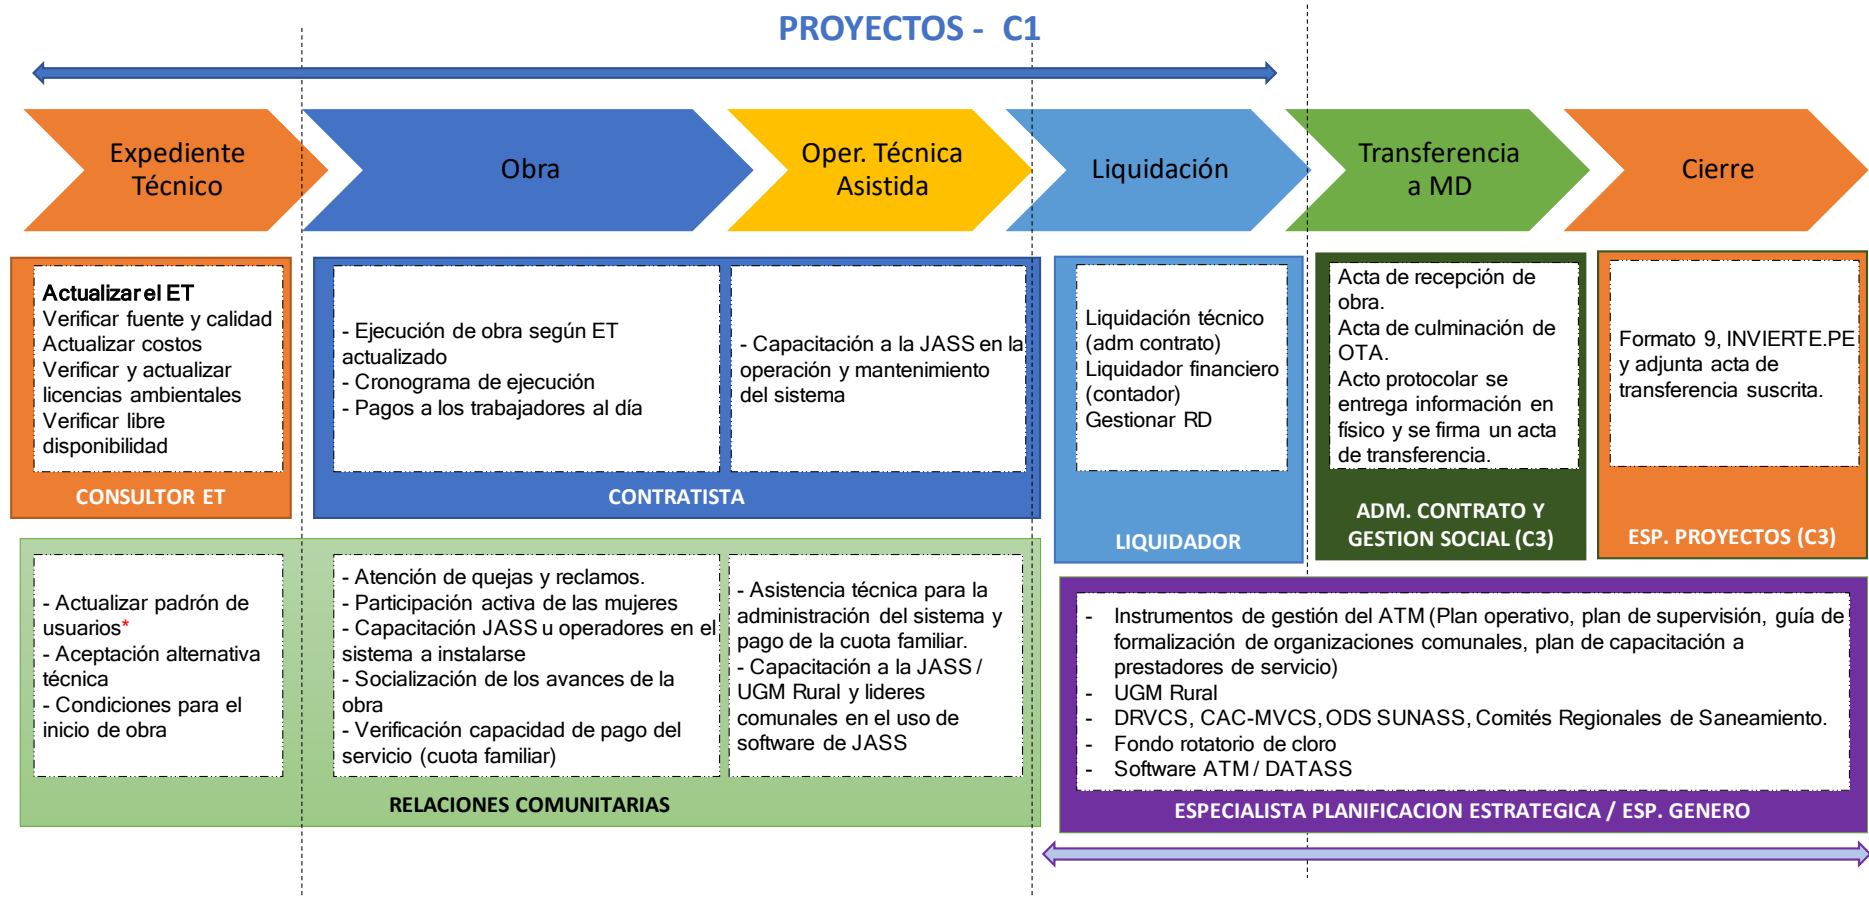 PROYECTOS - C1
Expediente
Técnico
Obra
Oper. Técnica
Asistida
Liquidación
Transferencia
a MD
Cierre
Actualizar el ET
Verificar fuente y calidad
Actualizar costos
Verificar y actualizar
licencias ambientales
Verificar libre
disponibilidad
CONSULTOR ET
- Ejecución de obra según ET
actualizado
- Cronograma de ejecución
- Pagos a los trabajadores al día
- Capacitación a la JASS en la
operación y mantenimiento
del sistema
CONTRATISTA
Liquidación técnico
(adm contrato)
Liquidador financiero
(contador)
Gestionar RD
LIQUIDADOR
Acta de recepción de
obra.
Acta de culminación de
OTA.
Acto protocolar se
entrega información en
físico y se firma un acta
de transferencia.
ADM. CONTRATO Y
GESTION SOCIAL (C3)
Formato 9, INVIERTE.PE
y adjunta acta de
transferencia suscrita.
ESP. PROYECTOS (C3)
- Actualizar padrón de
usuarios*
- Aceptación alternativa
técnica
- Condiciones para el
inicio de obra
- Atención de quejas y reclamos.
- Participación activa de las mujeres
- Capacitación JASS u operadores en el
sistema a instalarse
- Socialización de los avances de la
obra
- Verificación capacidad de pago del
servicio (cuota familiar)
- Asistencia técnica para la
administración del sistema y
pago de la cuota familiar.
- Capacitación a la JASS /
UGM Rural y lideres
comunales en el uso de
software de JASS
RELACIONES COMUNITARIAS
- Instrumentos de gestión del ATM (Plan operativo, plan de supervisión, guía de
formalización de organizaciones comunales, plan de capacitación a
prestadores de servicio)
- UGM Rural
- DRVCS, CAC-MVCS, ODS SUNASS, Comités Regionales de Saneamiento.
- Fondo rotatorio de cloro
- Software ATM / DATASS
ESPECIALISTA PLANIFICACION ESTRATEGICA / ESP. GENERO